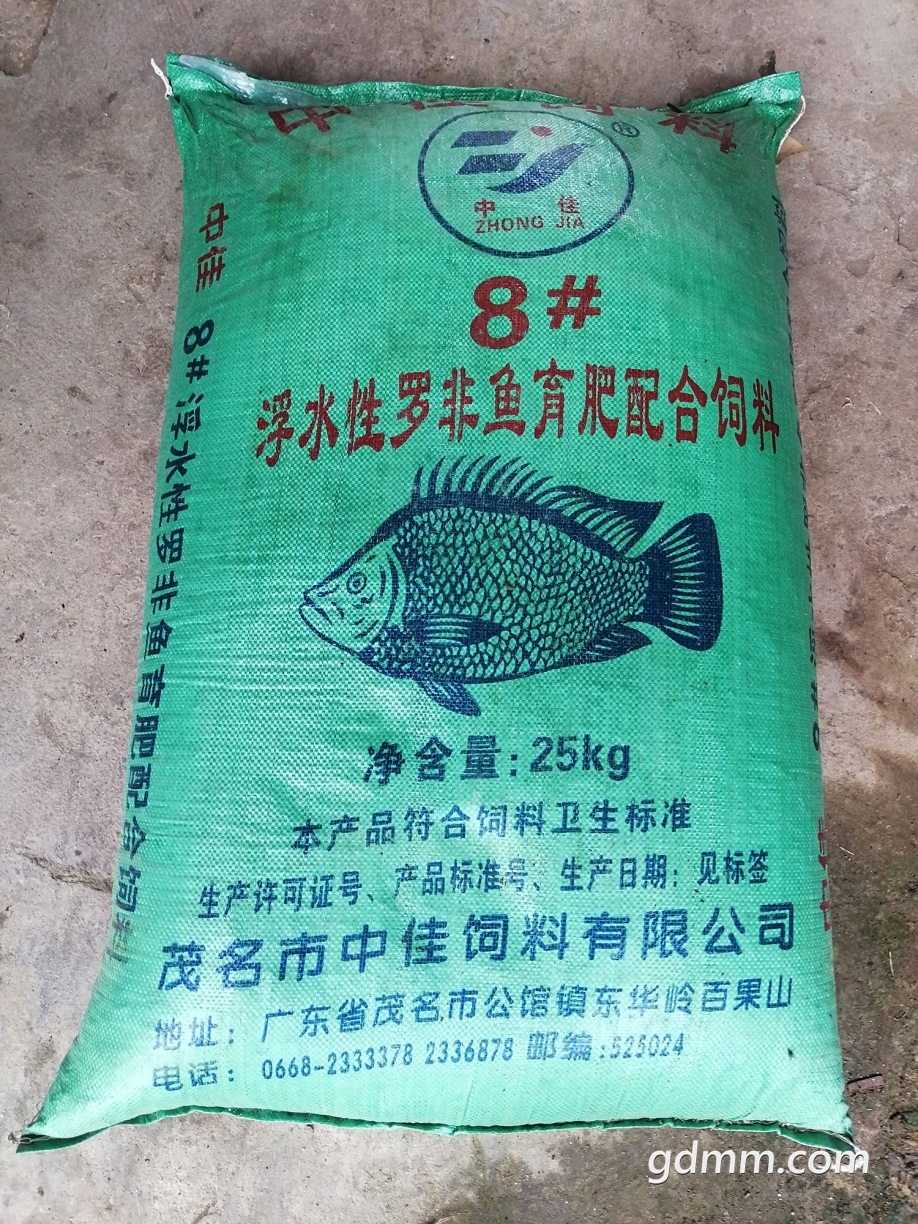 中佳饲料
®
中佳
ZHONG JIA
8#
浮水性罗非鱼育肥配合饲料
中佳 8#浮水性罗非鱼育肥配合饲料
净含量:25kg
本产品符合饲料卫生标准
生产许可证号、产品标准号、生产日期:见标签
茂名市中佳饲料有限公司
地址:广东省茂名市公馆镇东华岭百果山
电话:0668-2333378 2336878 邮编:525024
gdmm.com